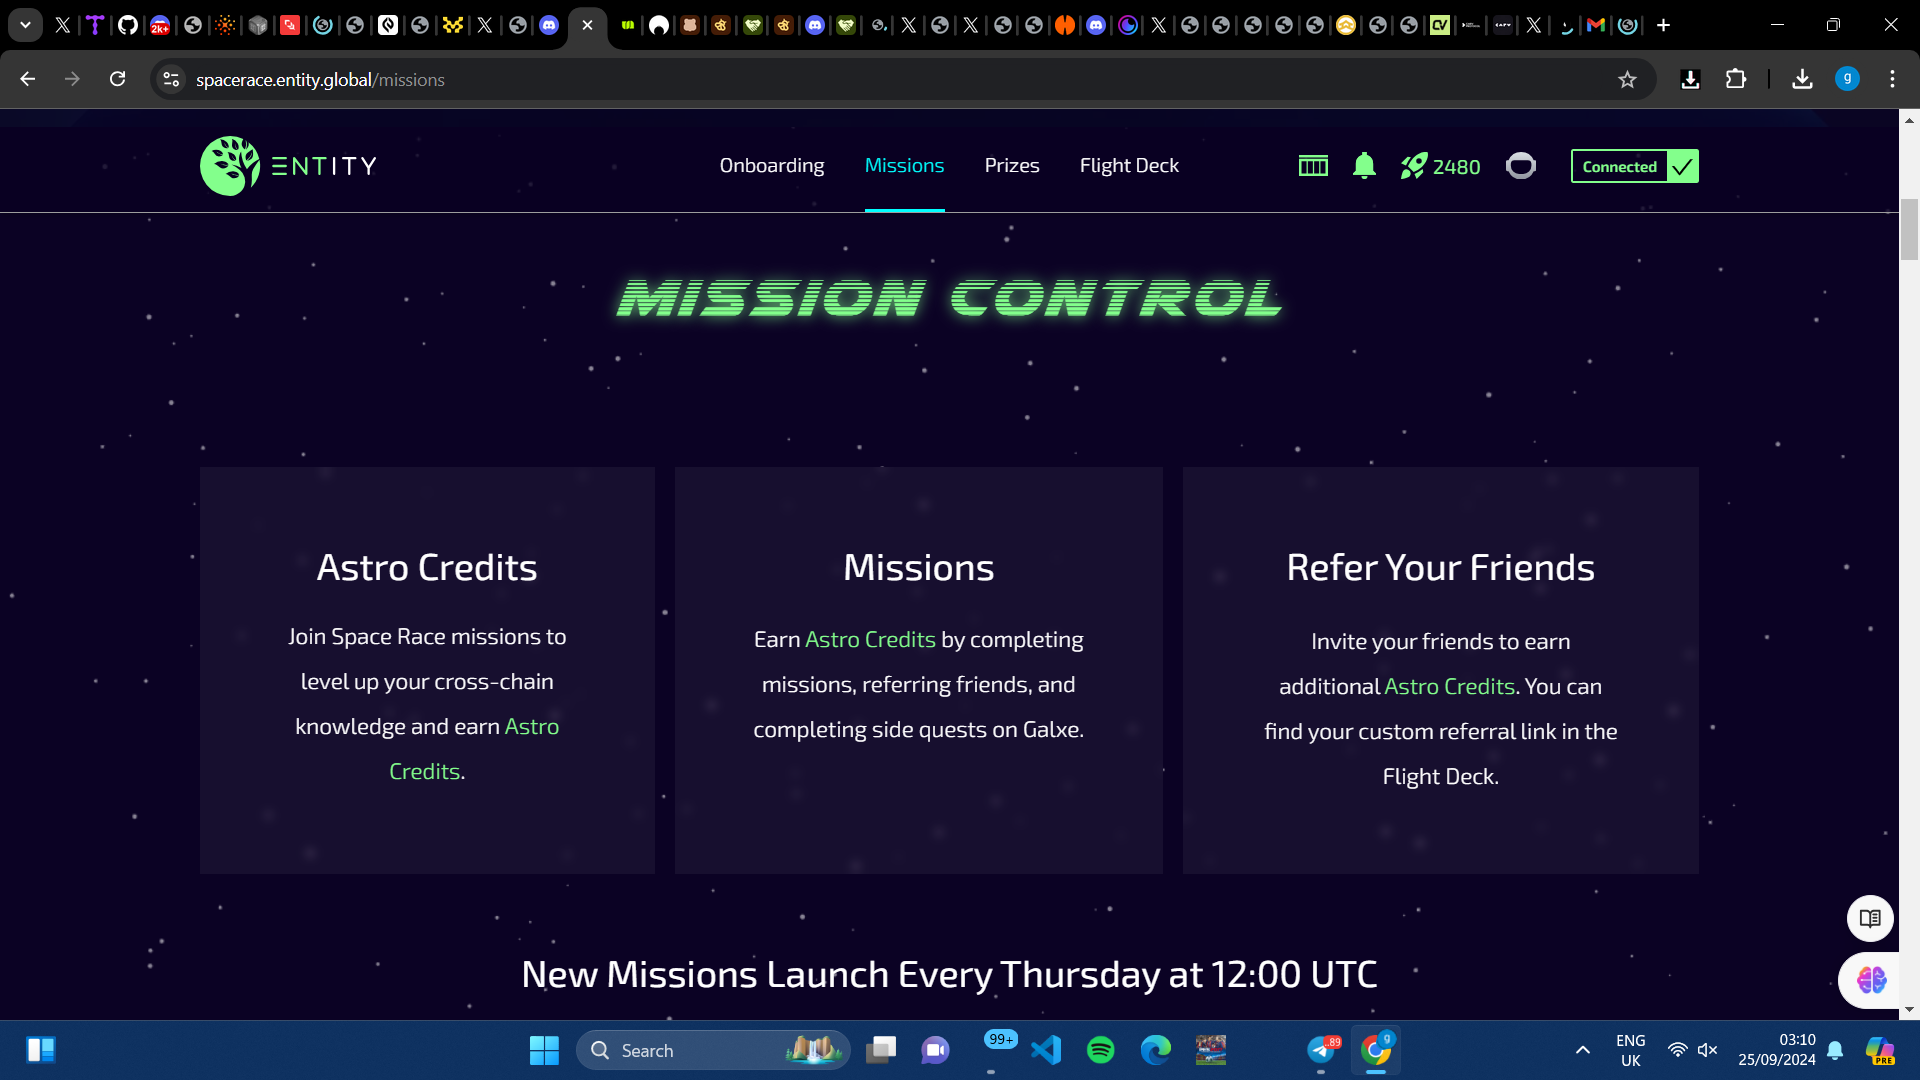 2k+
CV
spacerace.entity.global/missions
g
ENTITY
Onboarding
Missions
Prizes
Flight Deck
2480
Connected
MISSION CONTROL
Astro Credits
Join Space Race missions to
level up your cross-chain
knowledge and earn Astro
Credits.
Missions
Earn Astro Credits by completing
missions, referring friends, and
completing side quests on Galxe.
Refer Your Friends
Invite your friends to earn
additional Astro Credits. You can
find your custom referral link in the
Flight Deck.
New Missions Launch Every Thursday at 12:00 UTC
Search
99+
89
g
ENG
UK
03:10
25/09/2024
PRE